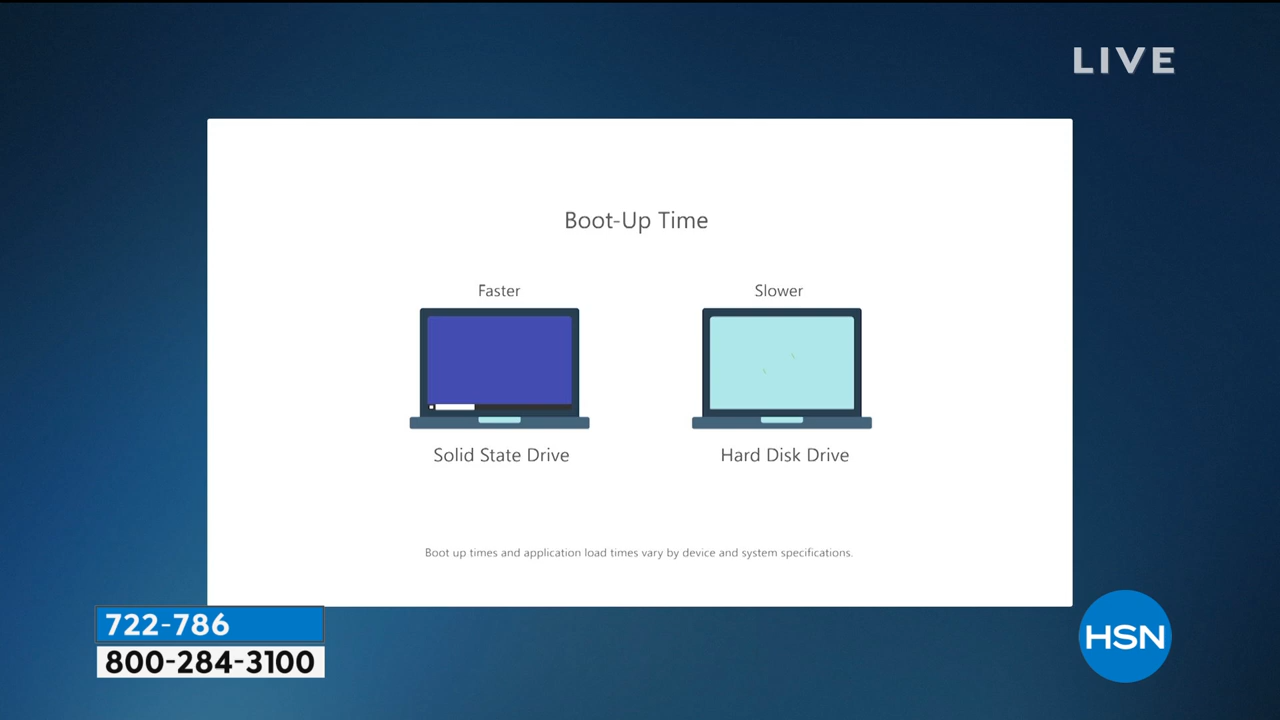 LIVE
Boot-Up Time
Faster
Slower
Solid State Drive
Hard Disk Drive
Boot up times and application load times vary by device and system specifications.
722-786
800-284-3100
HSN